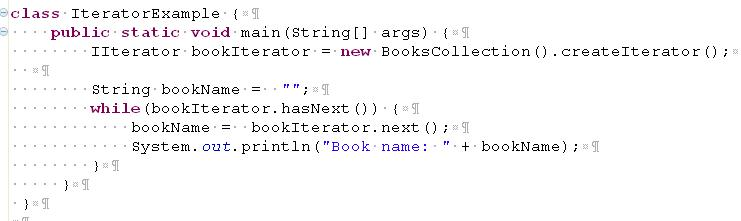 class IteratorExample {
    public static void main(String[] args) {
        IIterator bookIterator = new BooksCollection().createIterator();

        String bookName =  "";
        while(bookIterator.hasNext()) {
            bookName =  bookIterator.next();
            System.out.println("Book name: " + bookName);
        }
     }
 }